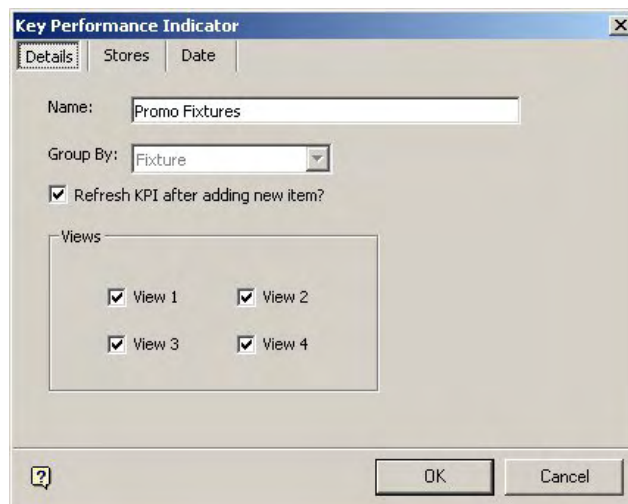 Key Performance Indicator
Details Stores Date
Name: Promo Fixtures
Group By: Fixture
Refresh KPI after adding new item?
Views
View 1 View 2
View 3 View 4
OK Cancel